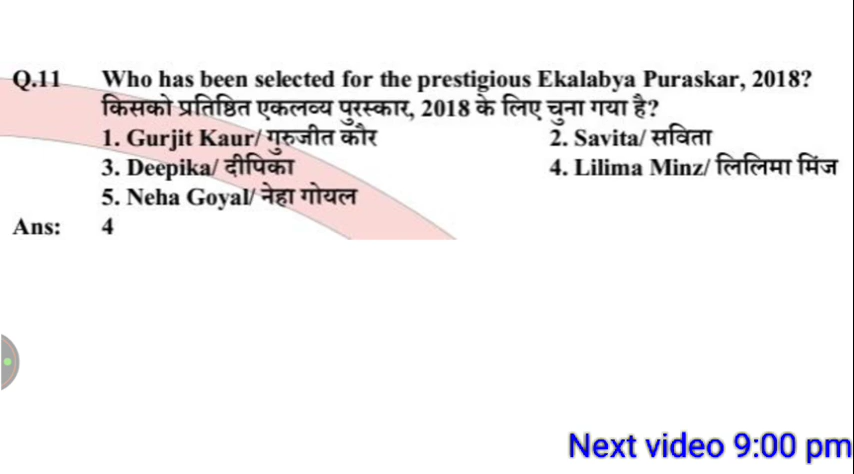 Q.11 Who has been selected for the prestigious Ekalabya Puraskar, 2018?
किसको प्रतिष्ठित एकलव्य पुरस्कार, 2018 के लिए चुना गया है?
1. Gurjit Kaur/ गुरुजीत कौर 2. Savita/ सविता
3. Deepika/ दीपिका 4. Lilima Minz/ लिलिमा मिंज
5. Neha Goyal/ नेहा गोयल
Ans: 4
Next video 9:00 pm